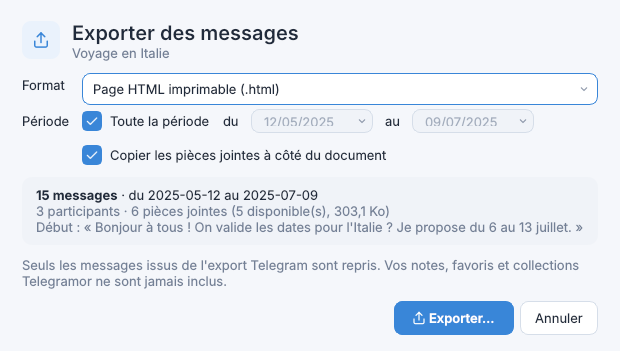 Exporter des messages
Voyage en Italie
Format Page HTML imprimable (.html)
Période Toute la période du 12/05/2025 au 09/07/2025
Copier les pièces jointes à côté du document
15 messages · du 2025-05-12 au 2025-07-09
3 participants · 6 pièces jointes (5 disponible(s), 303,1 Ko)
Début : « Bonjour à tous ! On valide les dates pour l'Italie ? Je propose du 6 au 13 juillet. »
Seuls les messages issus de l'export Telegram sont repris. Vos notes, favoris et collections
Telegramor ne sont jamais inclus.
Exporter... Annuler